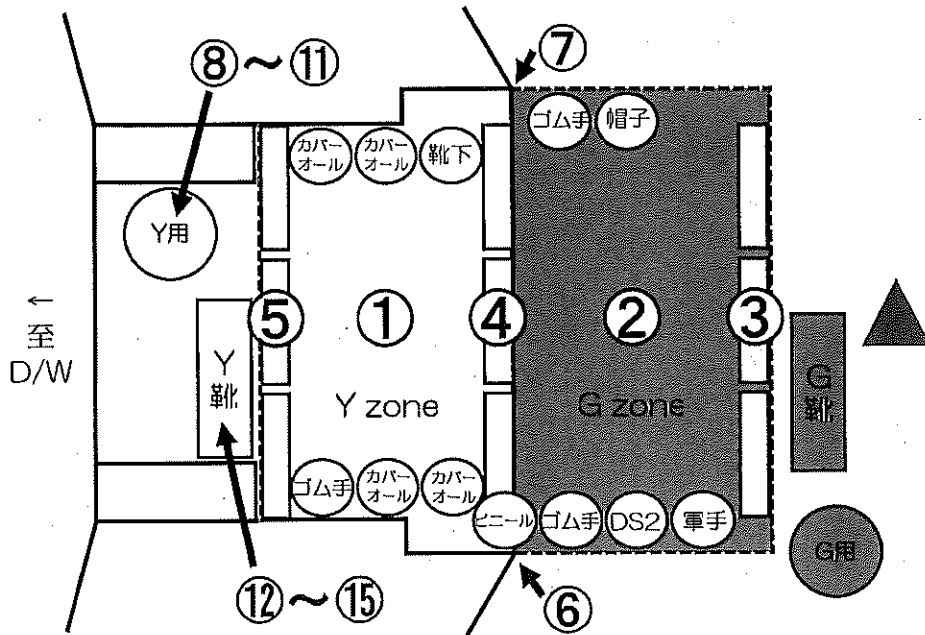 ⑧～⑪
⑦
ゴム手
帽子
カバー
オール
カバー
オール
靴下
Y用
←
至
D/W
⑤
①
④
②
③
Y
靴
G
靴
Y zone
G zone
ゴム手
カバー
オール
カバー
オール
ビニール
ゴム手
DS2
軍手
G用
⑫～⑮
⑥